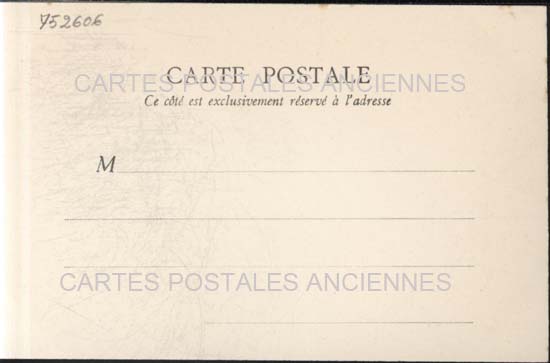 752606
CARTE POSTALE
CARTES POSTALES ANCIENNES
Ce côté est exclusivement réservé à l'adresse
M
CARTES POSTALES ANCIENNES